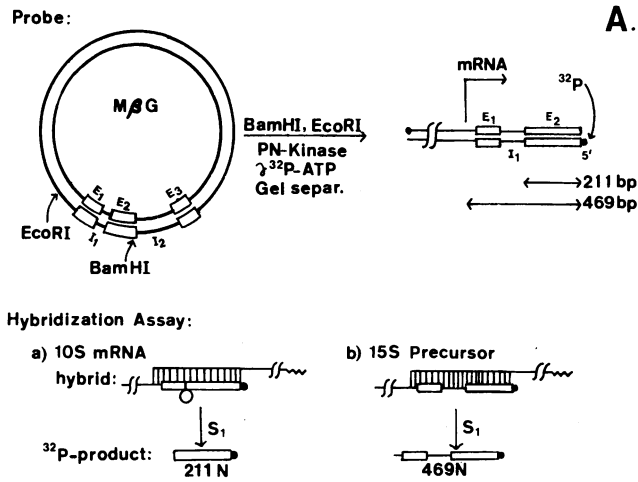 Probe:
A.
MβG
E1
E2
E3
I1
I2
EcoRI
BamHI
BamHI, EcoRI
PN-Kinase
γ32P-ATP
Gel separ.
mRNA
32P
E1
E2
I1
5'
211 bp
469 bp
Hybridization Assay:
a) 10S mRNA
hybrid:
S1
32P-product:
211 N
b) 15S Precursor
S1
469N